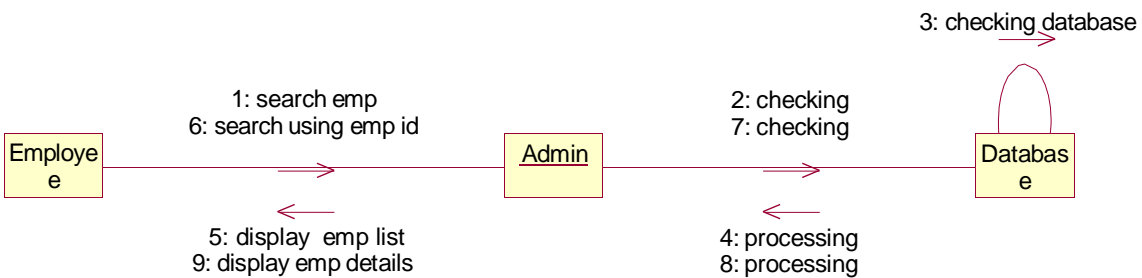 3: checking database
1: search emp
6: search using emp id
2: checking
7: checking
Employe
e
Admin
Databas
e
5: display emp list
9: display emp details
4: processing
8: processing